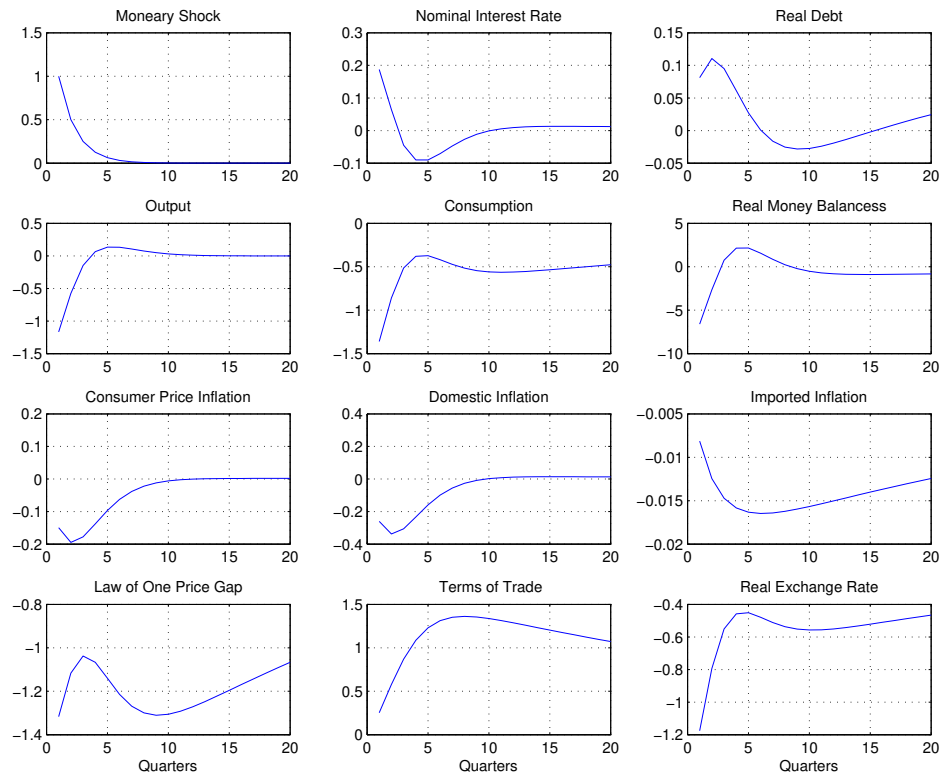 Moneary Shock
1.5
1
0.5
0
0 5 10 15 20
Nominal Interest Rate
0.3
0.2
0.1
0
−0.1
0 5 10 15 20
Real Debt
0.15
0.1
0.05
0
−0.05
0 5 10 15 20
Output
0.5
0
−0.5
−1
−1.5
0 5 10 15 20
Consumption
0
−0.5
−1
−1.5
0 5 10 15 20
Real Money Balancess
5
0
−5
−10
0 5 10 15 20
Consumer Price Inflation
0.2
0.1
0
−0.1
−0.2
0 5 10 15 20
Domestic Inflation
0.4
0.2
0
−0.2
−0.4
0 5 10 15 20
Imported Inflation
−0.005
−0.01
−0.015
−0.02
0 5 10 15 20
Law of One Price Gap
−0.8
−1
−1.2
−1.4
0 5 10 15 20
Quarters
Terms of Trade
1.5
1
0.5
0
0 5 10 15 20
Quarters
Real Exchange Rate
−0.4
−0.6
−0.8
−1
−1.2
0 5 10 15 20
Quarters